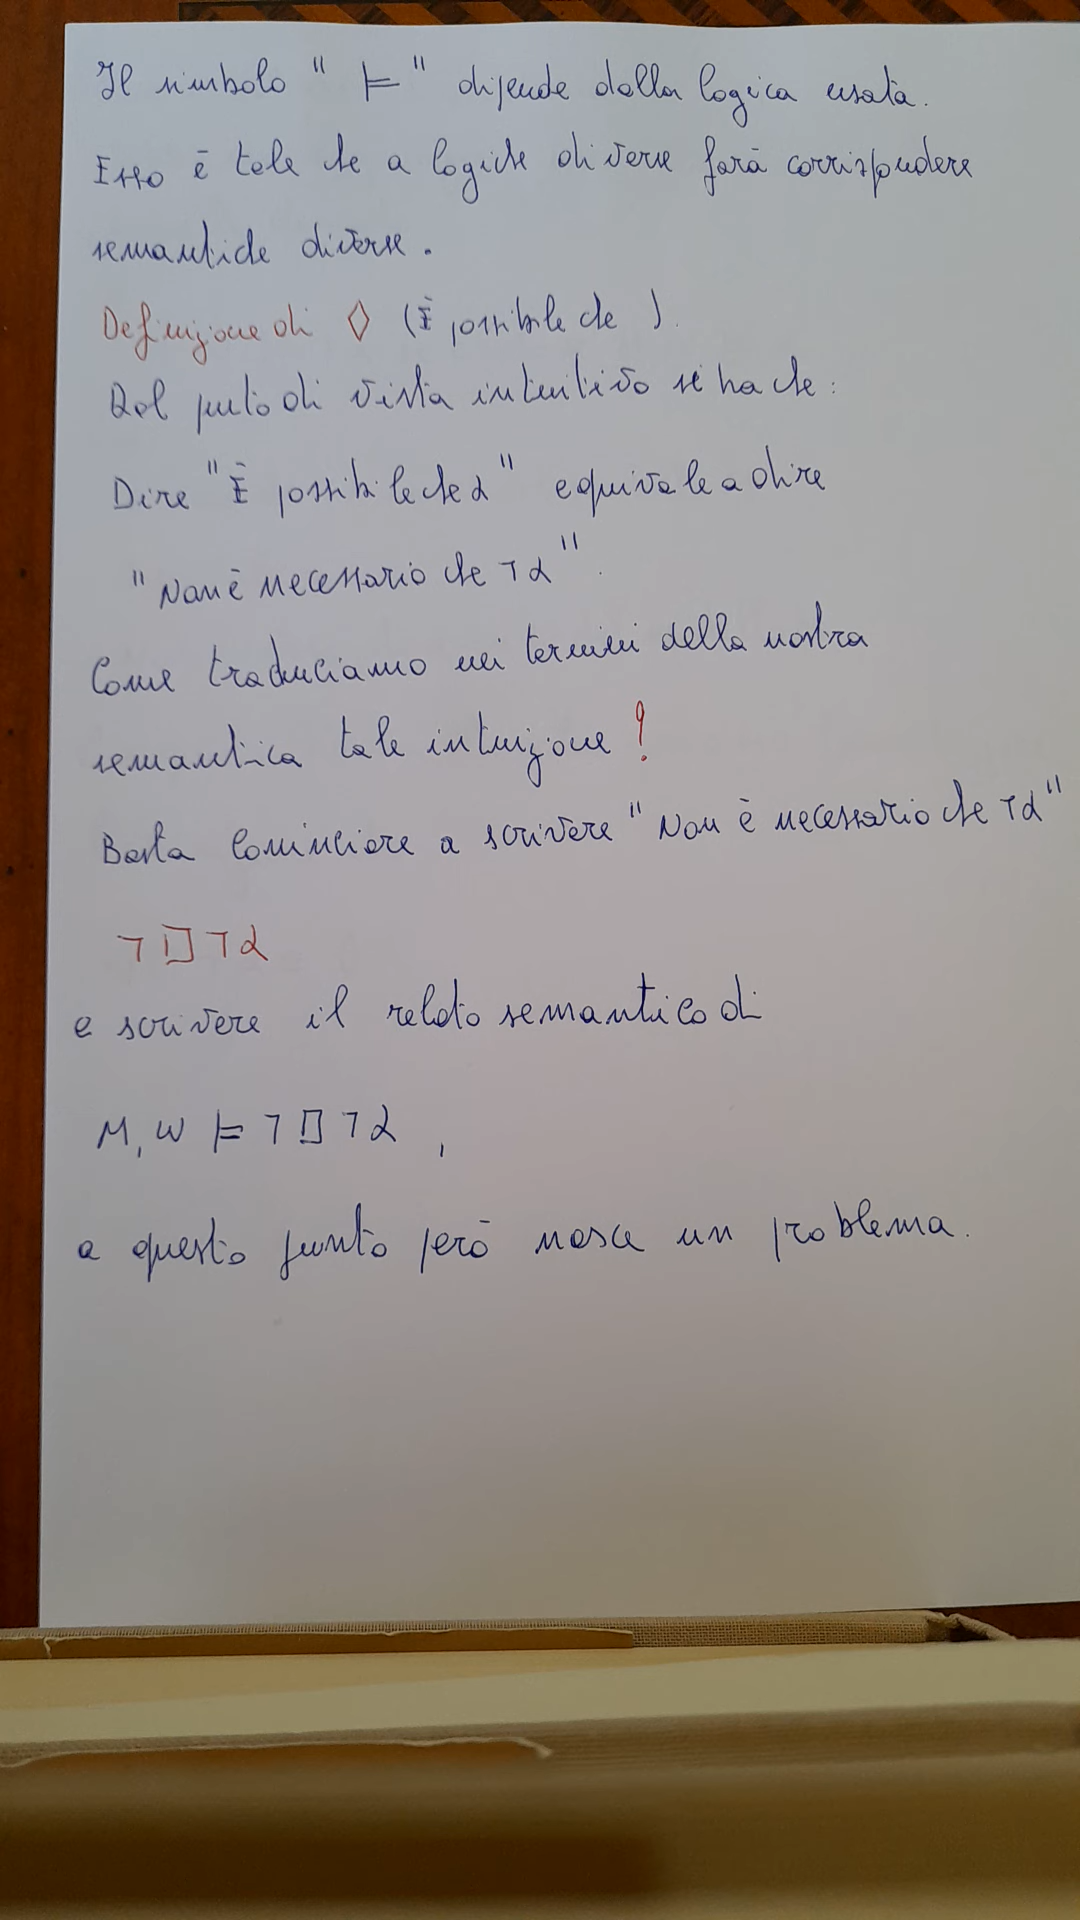 Il simbolo " ⊨ " dipende dalla logica usata.
Esso è tale che a logiche diverse farà corrispondere
semantiche diverse.
Definizione di ◊ (È possibile che ).
Dal puto di vista intuitivo si ha che:
Dire "È possibile che α" equivale a dire
"Non è necessario che ¬α".
Come traduciamo nei termini della nostra
semantica tale intuizione?
Basta cominciare a scrivere "Non è necessario che ¬α"
¬□¬α
e scrivere il relato semantico di
M, w ⊨ ¬□¬α ,
a questo punto però nasce un problema.